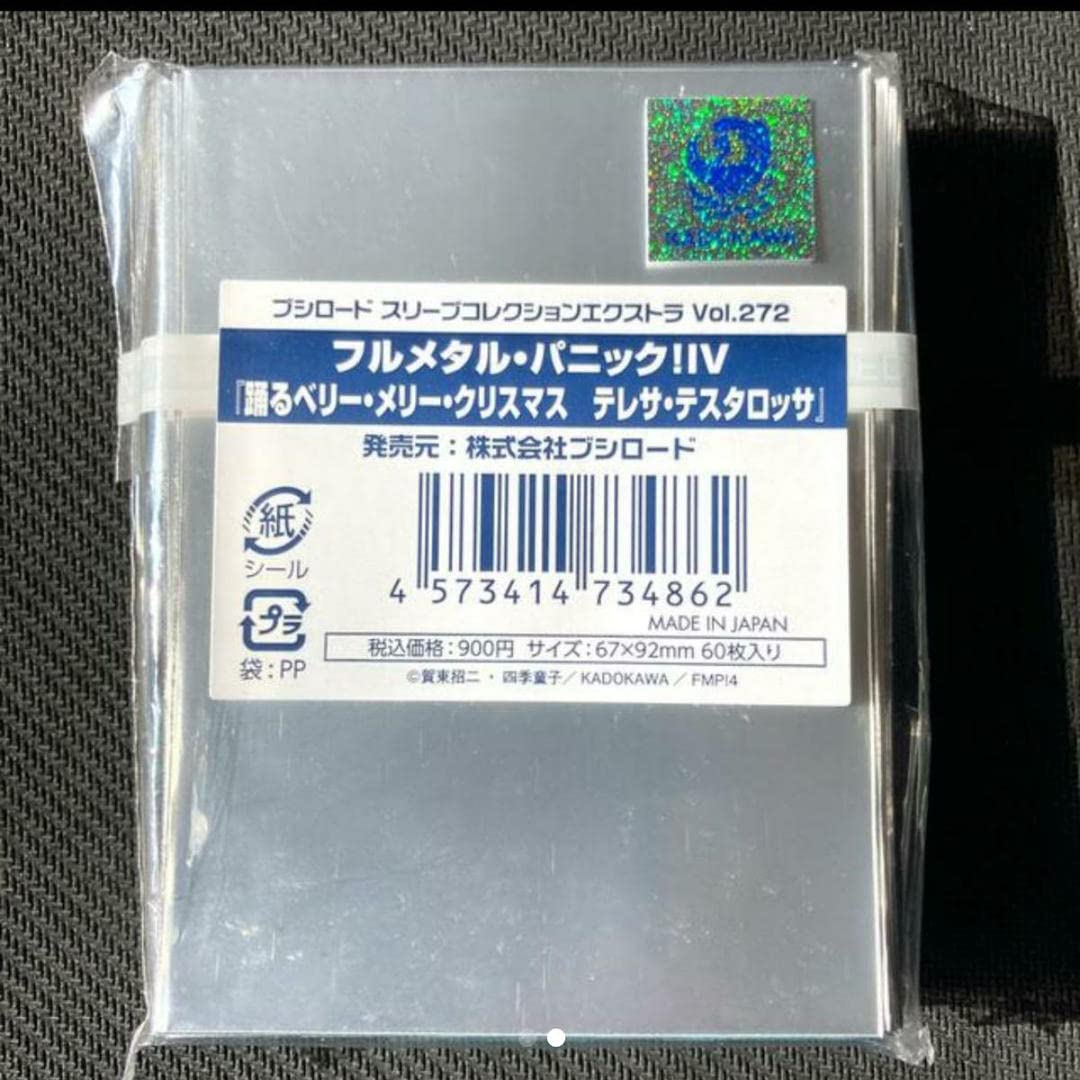 KADOKAWA
ブシロード スリーブコレクションエクストラ Vol.272
フルメタル・パニック!IV
『踊るベリー・メリー・クリスマス テレサ・テスタロッサ』
発売元：株式会社ブシロード
紙
シール
4 573414 734862
MADE IN JAPAN
プラ
袋：PP
税込価格：900円 サイズ：67×92mm 60枚入り
©賀東招二・四季童子／KADOKAWA／FMP!4